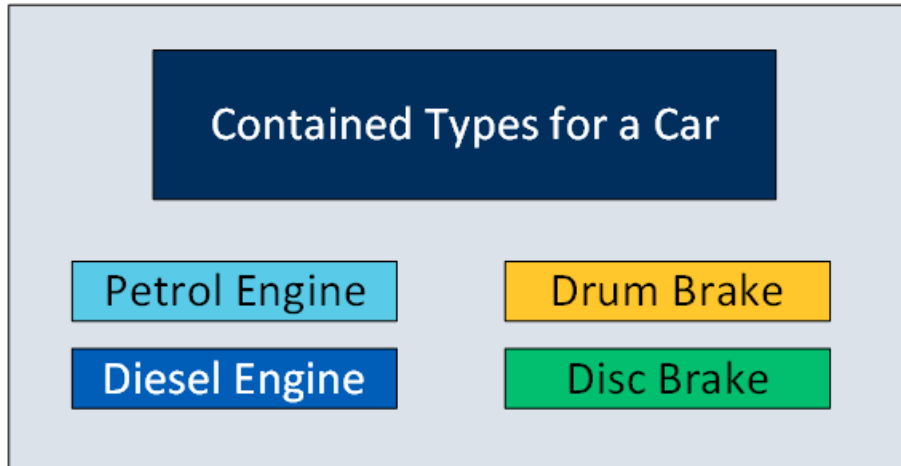 Contained Types for a Car
Petrol Engine
Drum Brake
Diesel Engine
Disc Brake